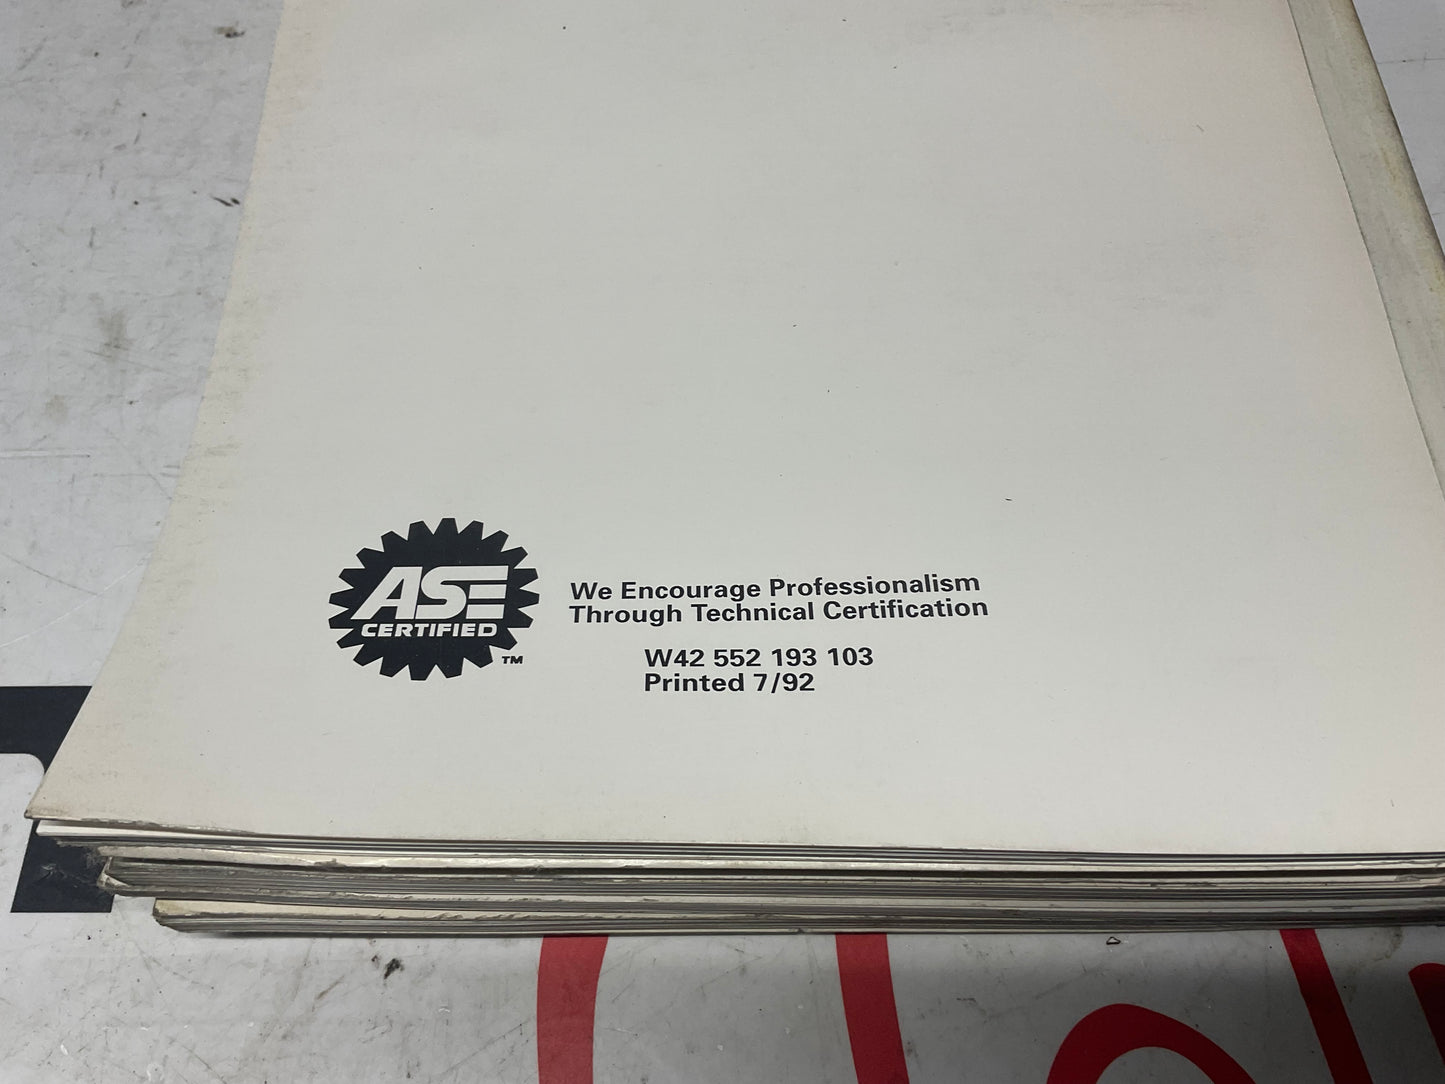 ASE
CERTIFIED
TM
We Encourage Professionalism
Through Technical Certification
W42 552 193 103
Printed 7/92